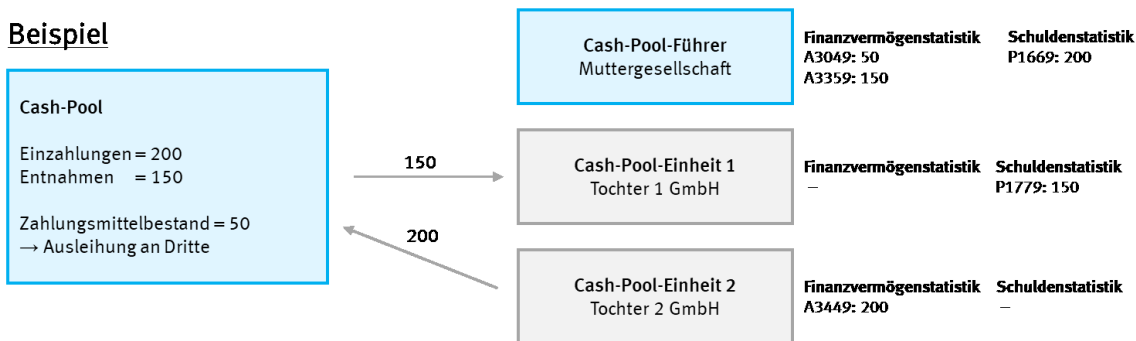 Beispiel
Cash-Pool
Einzahlungen = 200
Entnahmen = 150
Zahlungsmittelbestand = 50
→ Ausleihung an Dritte
150
200
Cash-Pool-Führer
Muttergesellschaft
Finanzvermögenstatistik Schuldenstatistik
A3049: 50 P1669: 200
A3359: 150
Cash-Pool-Einheit 1
Tochter 1 GmbH
Finanzvermögenstatistik Schuldenstatistik
– P1779: 150
Cash-Pool-Einheit 2
Tochter 2 GmbH
Finanzvermögenstatistik Schuldenstatistik
A3449: 200 –